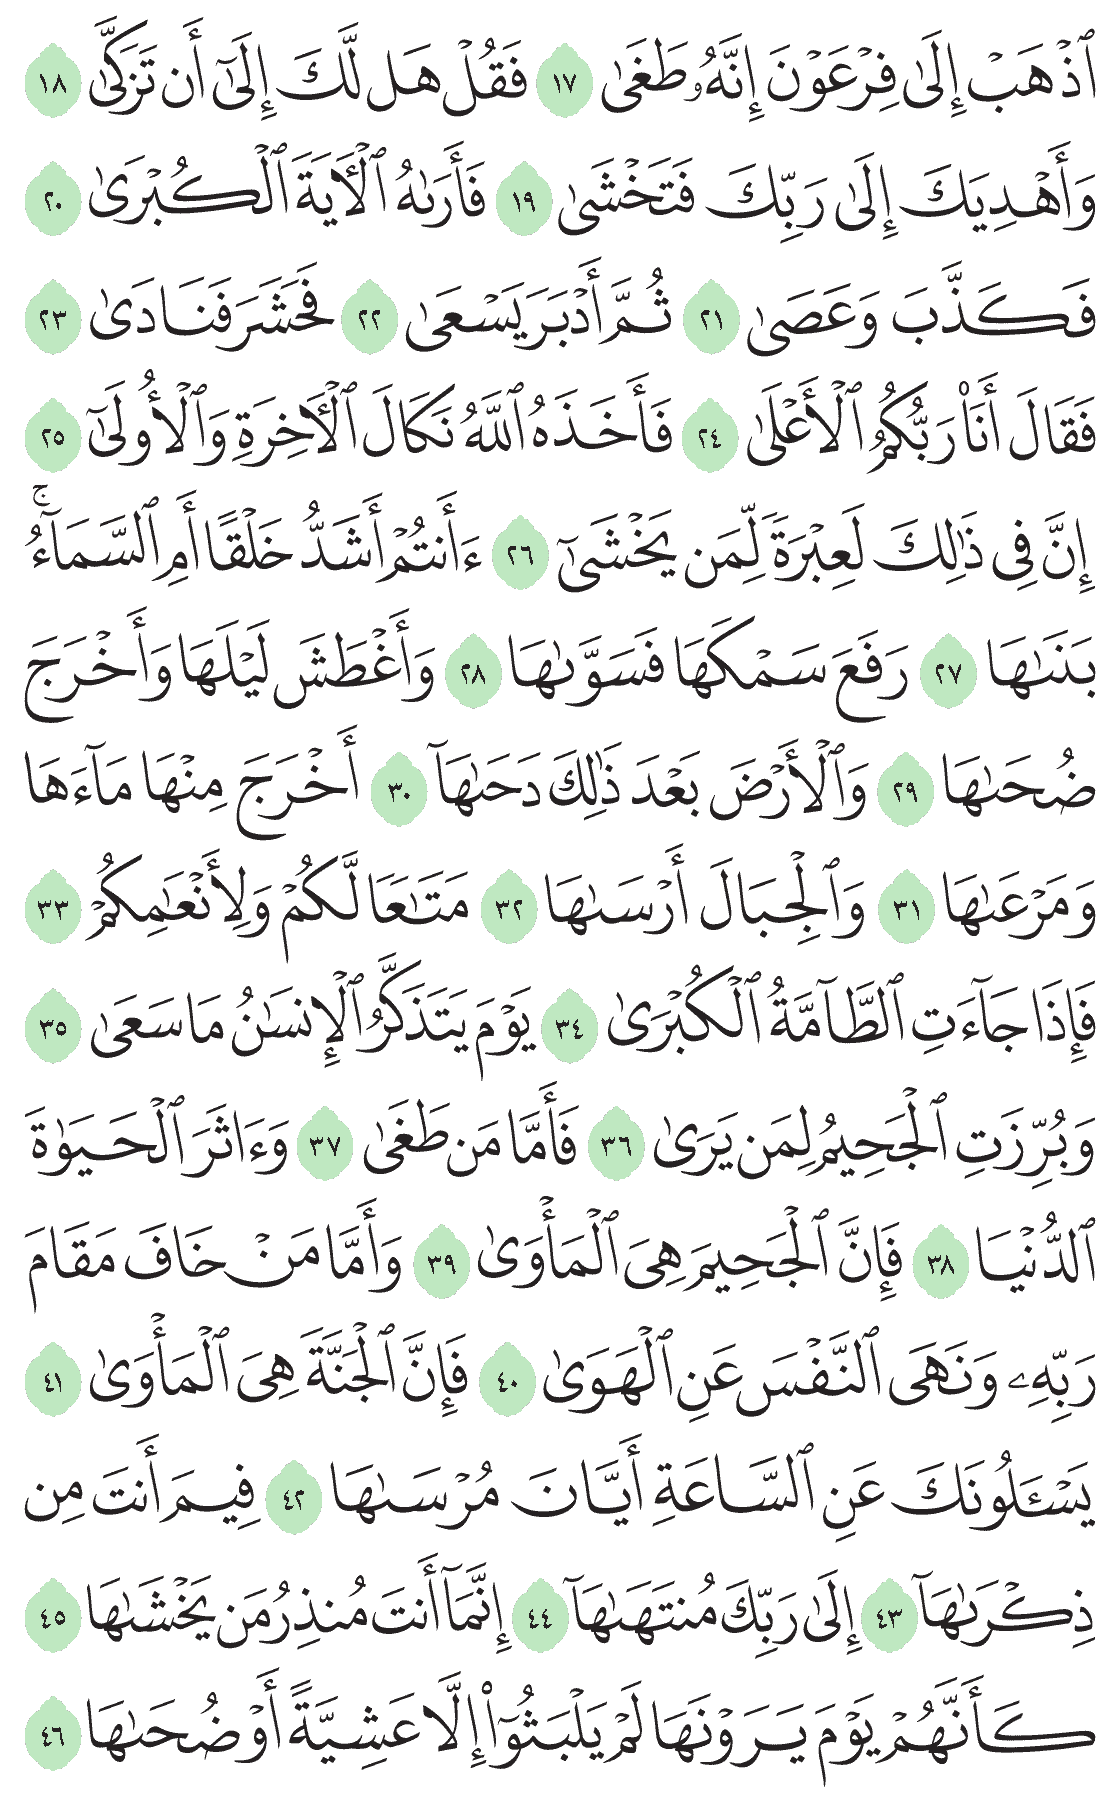 ٱذۡهَبۡ إِلَىٰ فِرۡعَوۡنَ إِنَّهُۥ طَغَىٰ ١٧ فَقُلۡ هَل لَّكَ إِلَىٰٓ أَن تَزَكَّىٰ ١٨
وَأَهۡدِيَكَ إِلَىٰ رَبِّكَ فَتَخۡشَىٰ ١٩ فَأَرَىٰهُ ٱلۡأٓيَةَ ٱلۡكُبۡرَىٰ ٢٠
فَكَذَّبَ وَعَصَىٰ ٢١ ثُمَّ أَدۡبَرَ يَسۡعَىٰ ٢٢ فَحَشَرَ فَنَادَىٰ ٢٣
فَقَالَ أَنَا۠ رَبُّكُمُ ٱلۡأَعۡلَىٰ ٢٤ فَأَخَذَهُ ٱللَّهُ نَكَالَ ٱلۡأٓخِرَةِ وَٱلۡأُولَىٰٓ ٢٥
إِنَّ فِي ذَٰلِكَ لَعِبۡرَةٗ لِّمَن يَخۡشَىٰٓ ٢٦ ءَأَنتُمۡ أَشَدُّ خَلۡقًا أَمِ ٱلسَّمَآءُۚ
بَنَىٰهَا ٢٧ رَفَعَ سَمۡكَهَا فَسَوَّىٰهَا ٢٨ وَأَغۡطَشَ لَيۡلَهَا وَأَخۡرَجَ
ضُحَىٰهَا ٢٩ وَٱلۡأَرۡضَ بَعۡدَ ذَٰلِكَ دَحَىٰهَآ ٣٠ أَخۡرَجَ مِنۡهَا مَآءَهَا
وَمَرۡعَىٰهَا ٣١ وَٱلۡجِبَالَ أَرۡسَىٰهَا ٣٢ مَتَٰعٗا لَّكُمۡ وَلِأَنۡعَٰمِكُمۡ ٣٣
فَإِذَا جَآءَتِ ٱلطَّآمَّةُ ٱلۡكُبۡرَىٰ ٣٤ يَوۡمَ يَتَذَكَّرُ ٱلۡإِنسَٰنُ مَا سَعَىٰ ٣٥
وَبُرِّزَتِ ٱلۡجَحِيمُ لِمَن يَرَىٰ ٣٦ فَأَمَّا مَن طَغَىٰ ٣٧ وَءَاثَرَ ٱلۡحَيَوٰةَ
ٱلدُّنۡيَا ٣٨ فَإِنَّ ٱلۡجَحِيمَ هِيَ ٱلۡمَأۡوَىٰ ٣٩ وَأَمَّا مَنۡ خَافَ مَقَامَ
رَبِّهِۦ وَنَهَى ٱلنَّفۡسَ عَنِ ٱلۡهَوَىٰ ٤٠ فَإِنَّ ٱلۡجَنَّةَ هِيَ ٱلۡمَأۡوَىٰ ٤١
يَسۡـَٔلُونَكَ عَنِ ٱلسَّاعَةِ أَيَّانَ مُرۡسَىٰهَا ٤٢ فِيمَ أَنتَ مِن
ذِكۡرَىٰهَآ ٤٣ إِلَىٰ رَبِّكَ مُنتَهَىٰهَآ ٤٤ إِنَّمَآ أَنتَ مُنذِرُ مَن يَخۡشَىٰهَا ٤٥
كَأَنَّهُمۡ يَوۡمَ يَرَوۡنَهَا لَمۡ يَلۡبَثُوٓاْ إِلَّا عَشِيَّةً أَوۡ ضُحَىٰهَا ٤٦